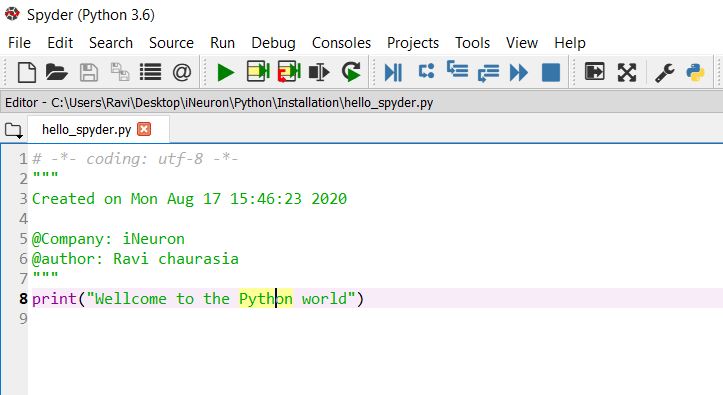 Spyder (Python 3.6)
File Edit Search Source Run Debug Consoles Projects Tools View Help
Editor - C:\Users\Ravi\Desktop\iNeuron\Python\Installation\hello_spyder.py
hello_spyder.py
1 # -*- coding: utf-8 -*-
2 """
3 Created on Mon Aug 17 15:46:23 2020
4
5 @Company: iNeuron
6 @author: Ravi chaurasia
7 """
8 print("Wellcome to the Python world")
9